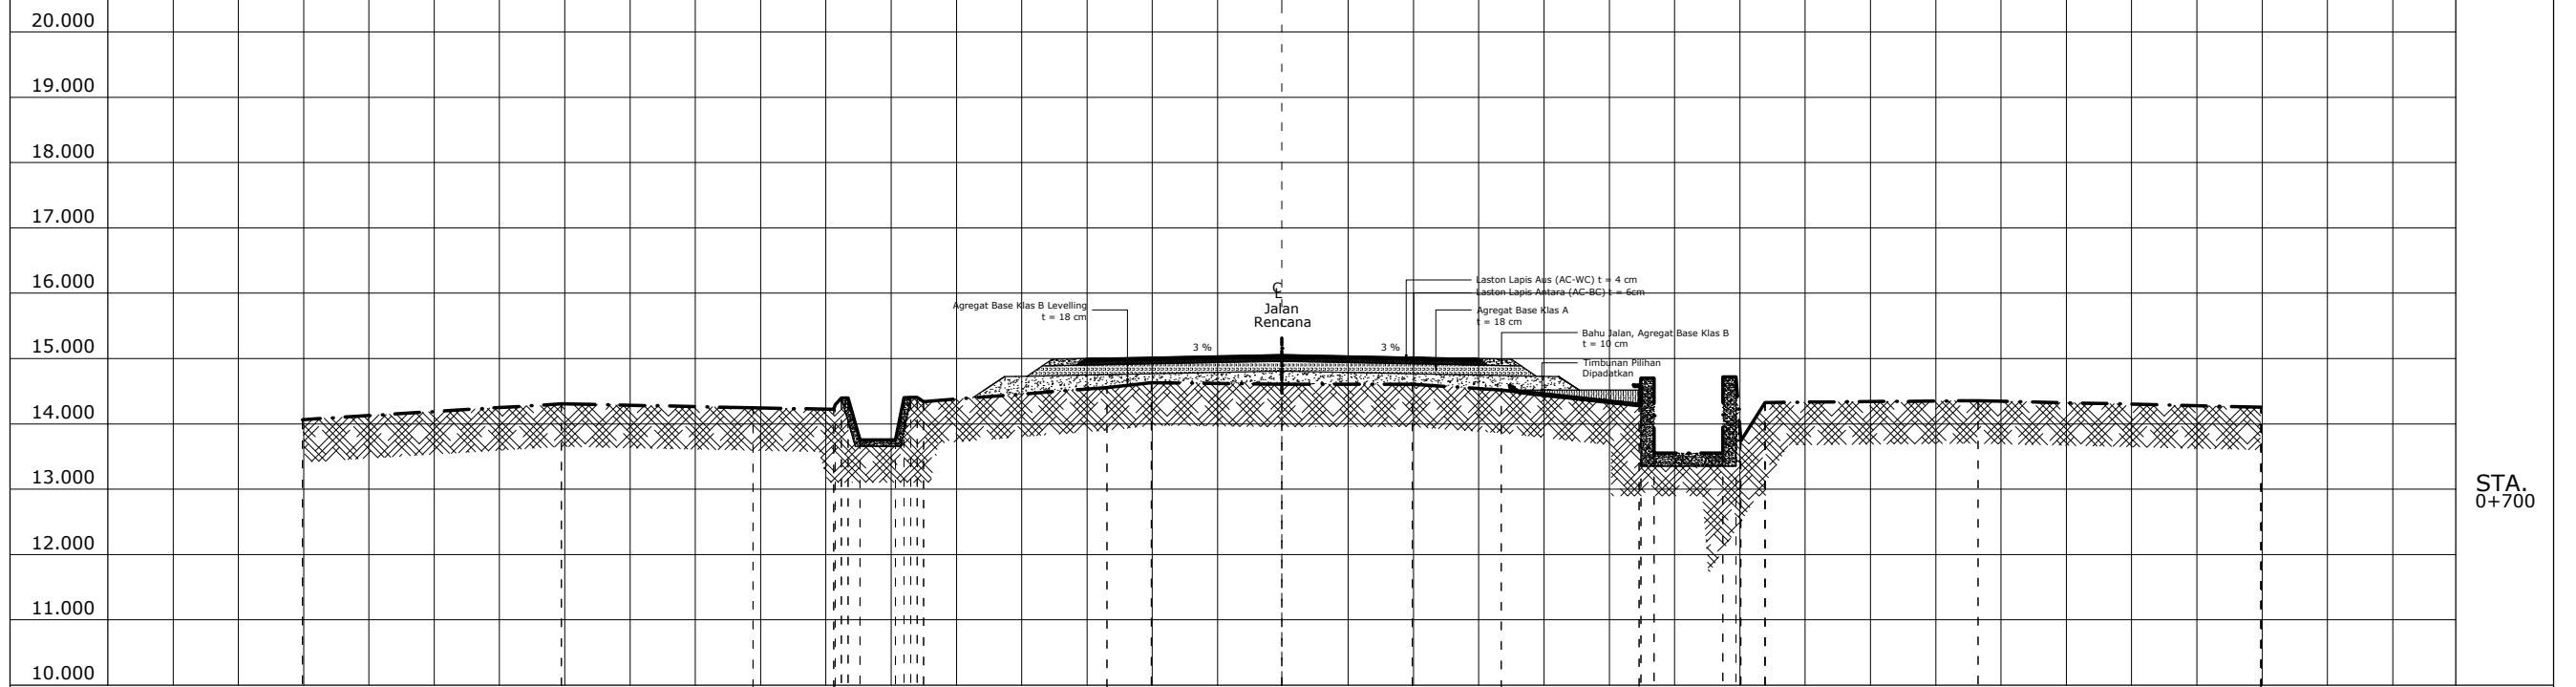 20.000
19.000
18.000
17.000
16.000
15.000
14.000
13.000
12.000
11.000
10.000
Agregat Base Klas B Levelling
t = 18 cm
CL
Jalan
Rencana
3 %
3 %
Laston Lapis Aus (AC-WC) t = 4 cm
Laston Lapis Antara (AC-BC) t = 6cm
Agregat Base Klas A
t = 18 cm
Bahu Jalan, Agregat Base Klas B
t = 10 cm
Timbunan Pilihan
Dipadatkan
STA.
0+700